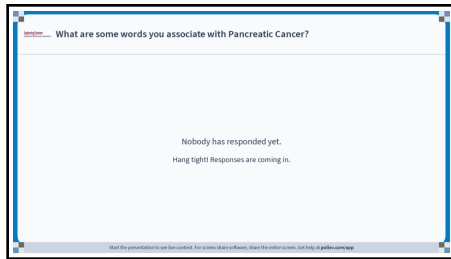 What are some words you associate with Pancreatic Cancer?
Nobody has responded yet.
Hang tight! Responses are coming in.
Start the presentation to see live content. For screen share software, share the entire screen. Get help at pollev.com/app